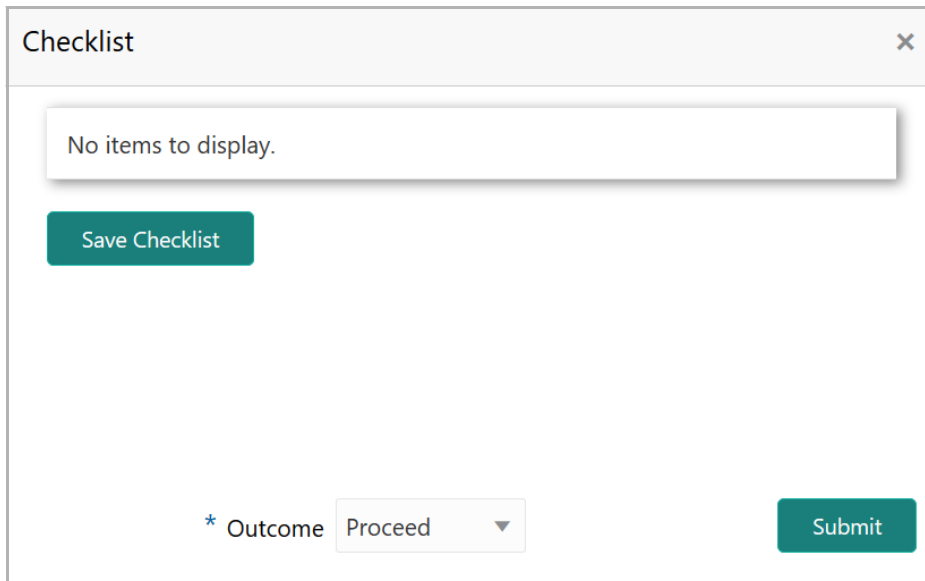 Checklist
No items to display.
Save Checklist
* Outcome Proceed
Submit